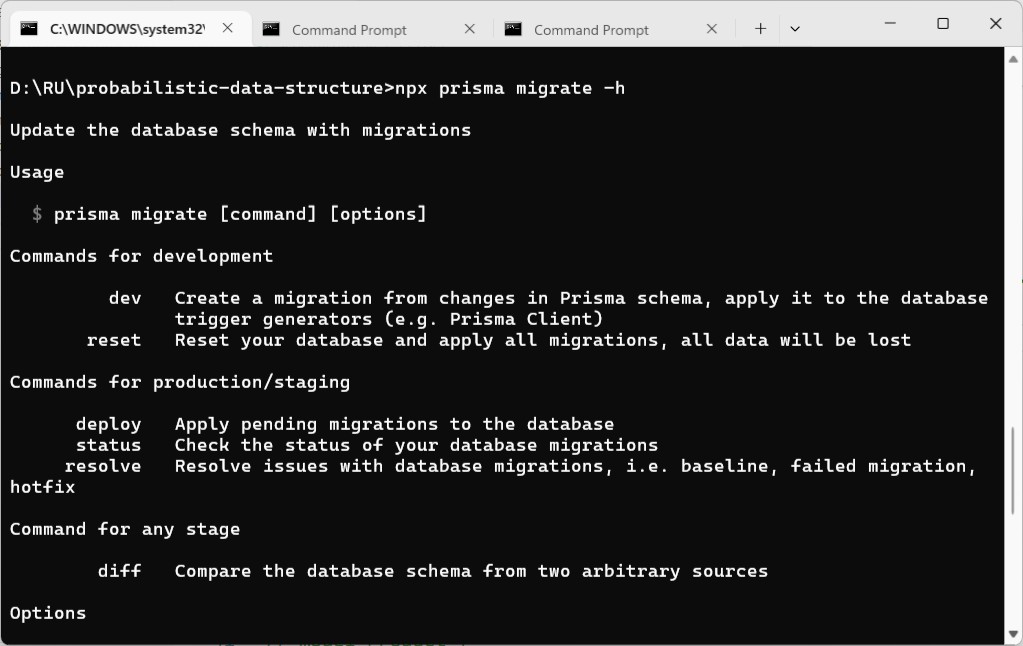 C:\WINDOWS\system32\
Command Prompt
Command Prompt
D:\RU\probabilistic-data-structure>npx prisma migrate -h
Update the database schema with migrations
Usage
$ prisma migrate [command] [options]
Commands for development
dev   Create a migration from changes in Prisma schema, apply it to the database
trigger generators (e.g. Prisma Client)
reset   Reset your database and apply all migrations, all data will be lost
Commands for production/staging
deploy   Apply pending migrations to the database
status   Check the status of your database migrations
resolve   Resolve issues with database migrations, i.e. baseline, failed migration,
hotfix
Command for any stage
diff   Compare the database schema from two arbitrary sources
Options